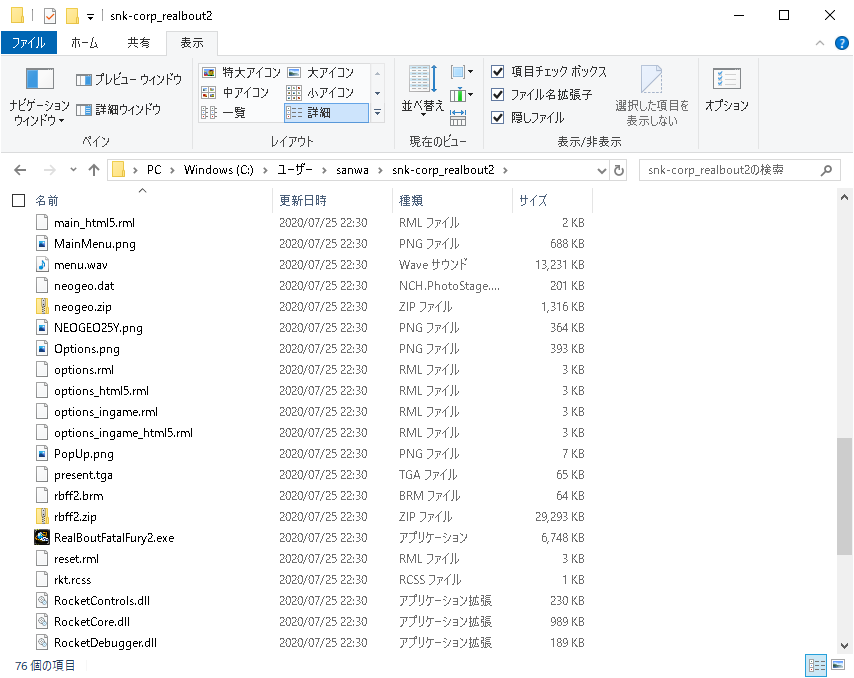 snk-corp_realbout2
ファイル ホーム 共有 表示
ナビゲーション ウィンドウ
プレビュー ウィンドウ
詳細ウィンドウ
ペイン
特大アイコン 大アイコン
中アイコン 小アイコン
一覧 詳細
レイアウト
並べ替え
現在のビュー
項目チェック ボックス
ファイル名拡張子
隠しファイル
選択した項目を
表示しない
表示/非表示
オプション
PC Windows (C:) ユーザー sanwa snk-corp_realbout2
snk-corp_realbout2の検索
名前 更新日時 種類 サイズ
main_html5.rml 2020/07/25 22:30 RML ファイル 2 KB
MainMenu.png 2020/07/25 22:30 PNG ファイル 688 KB
menu.wav 2020/07/25 22:30 Wave サウンド 13,231 KB
neogeo.dat 2020/07/25 22:30 NCH.PhotoStage.... 201 KB
neogeo.zip 2020/07/25 22:30 ZIP ファイル 1,316 KB
NEOGEO25Y.png 2020/07/25 22:30 PNG ファイル 364 KB
Options.png 2020/07/25 22:30 PNG ファイル 393 KB
options.rml 2020/07/25 22:30 RML ファイル 3 KB
options_html5.rml 2020/07/25 22:30 RML ファイル 3 KB
options_ingame.rml 2020/07/25 22:30 RML ファイル 3 KB
options_ingame_html5.rml 2020/07/25 22:30 RML ファイル 3 KB
PopUp.png 2020/07/25 22:30 PNG ファイル 7 KB
present.tga 2020/07/25 22:30 TGA ファイル 65 KB
rbff2.brm 2020/07/25 22:30 BRM ファイル 64 KB
rbff2.zip 2020/07/25 22:30 ZIP ファイル 29,293 KB
RealBoutFatalFury2.exe 2020/07/25 22:30 アプリケーション 6,748 KB
reset.rml 2020/07/25 22:30 RML ファイル 3 KB
rkt.rcss 2020/07/25 22:30 RCSS ファイル 1 KB
RocketControls.dll 2020/07/25 22:30 アプリケーション拡張 230 KB
RocketCore.dll 2020/07/25 22:30 アプリケーション拡張 989 KB
RocketDebugger.dll 2020/07/25 22:30 アプリケーション拡張 189 KB
76 個の項目